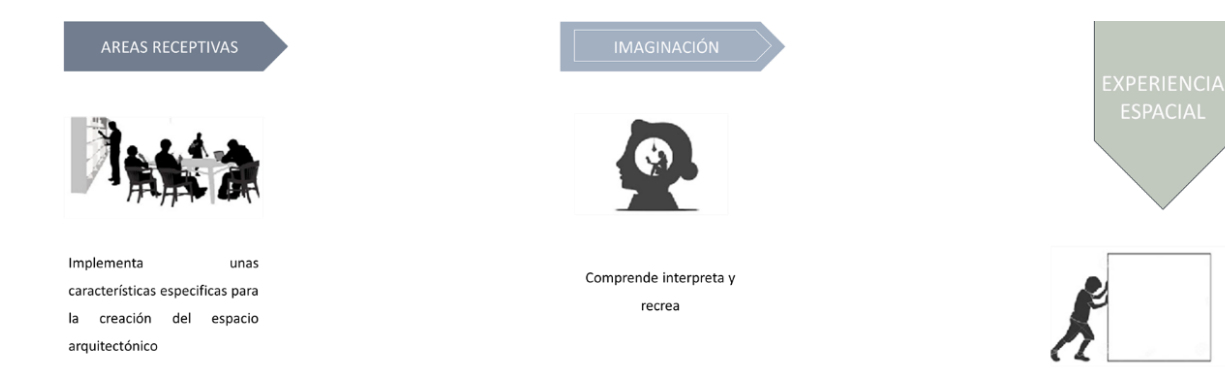 AREAS RECEPTIVAS
Implementa unas
características especificas para
la creación del espacio
arquitectónico
IMAGINACIÓN
Comprende interpreta y
recrea
EXPERIENCIA
ESPACIAL